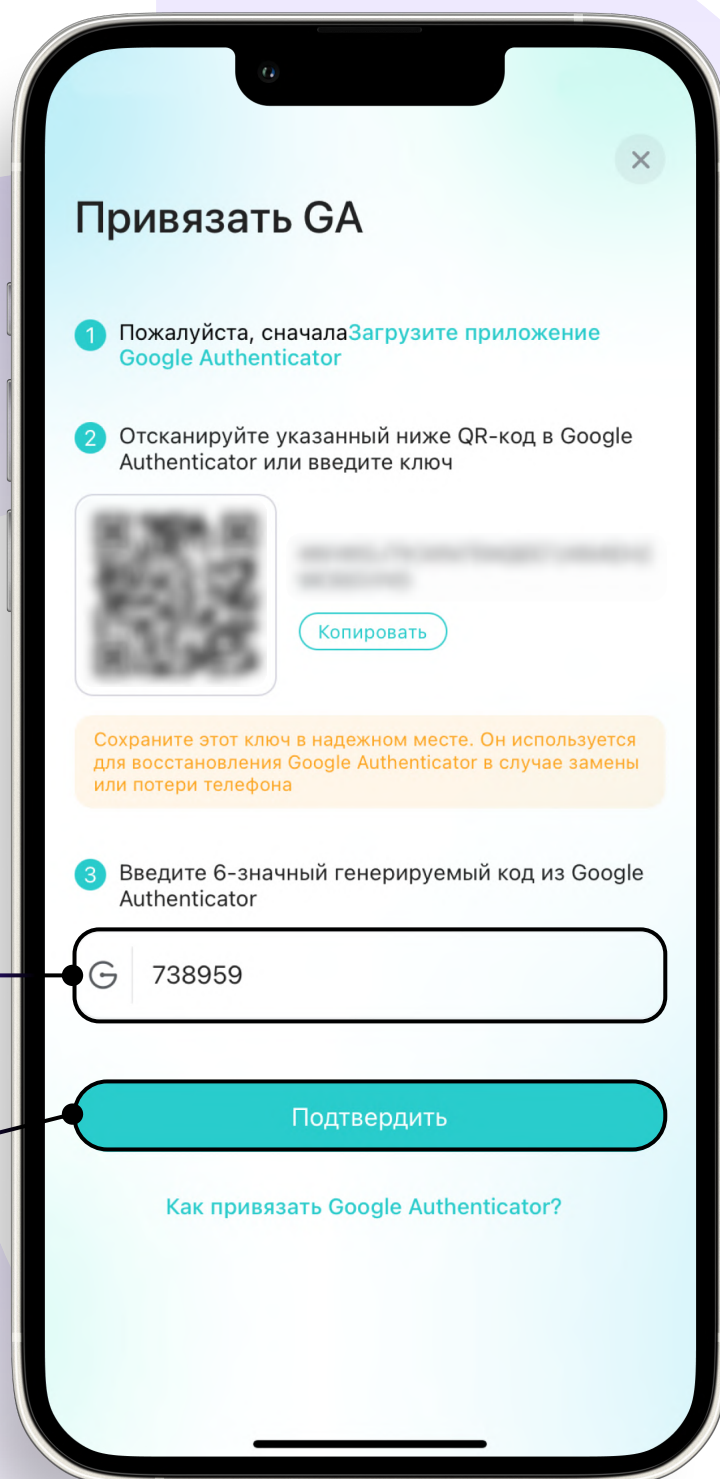 Привязать GA
1 Пожалуйста, сначалаЗагрузите приложение
Google Authenticator
2 Отсканируйте указанный ниже QR-код в Google
Authenticator или введите ключ
Копировать
Сохраните этот ключ в надежном месте. Он используется
для восстановления Google Authenticator в случае замены
или потери телефона
3 Введите 6-значный генерируемый код из Google
Authenticator
738959
Подтвердить
Как привязать Google Authenticator?